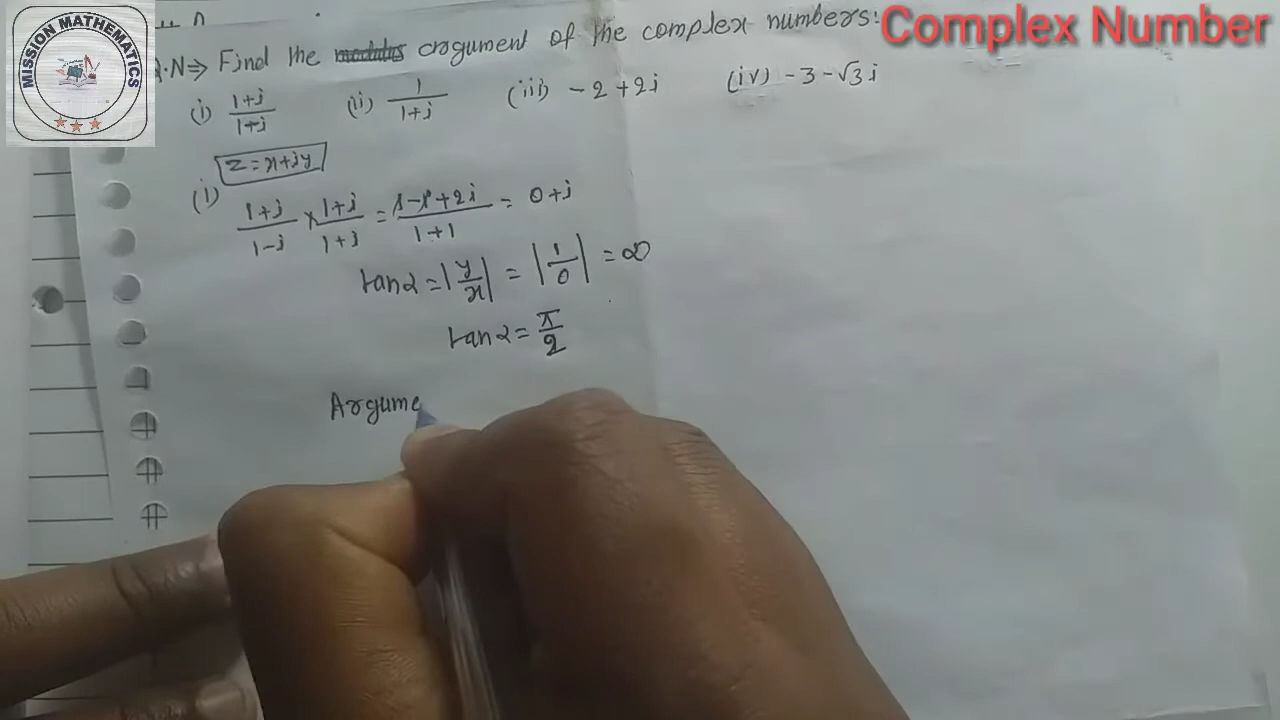 MISSION MATHEMATICS
Complex Number
Q.N⇒ Find the modulus argument of the complex numbers:
(i) 1+i/1+i (ii) 1/1+i (iii) -2+2i (iv) -3-√3i
z=x+iy
(i) 1+i/1-i × 1+i/1+i = 1-1+2i/1+1 = 0+i
tanα = |y/x| = |1/0| = ∞
tanα = π/2
Argume